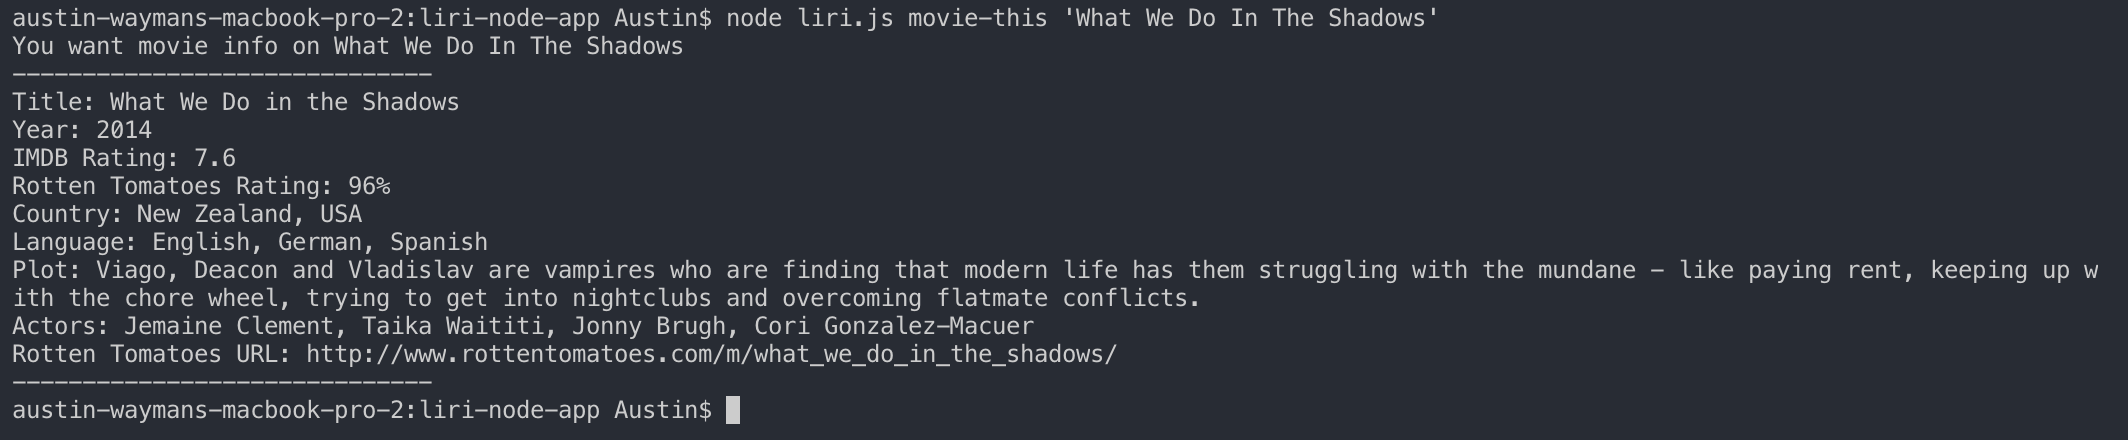 austin-waymans-macbook-pro-2:liri-node-app Austin$ node liri.js movie-this 'What We Do In The Shadows'
You want movie info on What We Do In The Shadows
------------------------------
Title: What We Do in the Shadows
Year: 2014
IMDB Rating: 7.6
Rotten Tomatoes Rating: 96%
Country: New Zealand, USA
Language: English, German, Spanish
Plot: Viago, Deacon and Vladislav are vampires who are finding that modern life has them struggling with the mundane - like paying rent, keeping up w
ith the chore wheel, trying to get into nightclubs and overcoming flatmate conflicts.
Actors: Jemaine Clement, Taika Waititi, Jonny Brugh, Cori Gonzalez-Macuer
Rotten Tomatoes URL: http://www.rottentomatoes.com/m/what_we_do_in_the_shadows/
------------------------------
austin-waymans-macbook-pro-2:liri-node-app Austin$